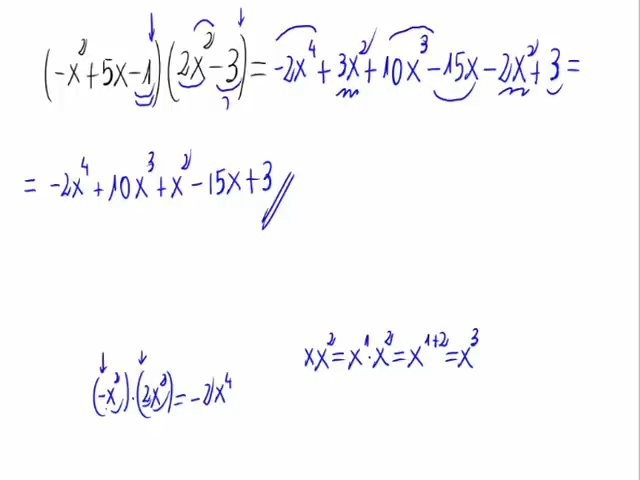 (-x²+5x-1)(2x²-3)=-2x⁴+3x²+10x³-15x-2x²+3=
=-2x⁴+10x³+x²-15x+3//
xx²=x¹·x²=x¹⁺²=x³
(-x²)·(2x²)=-2x⁴